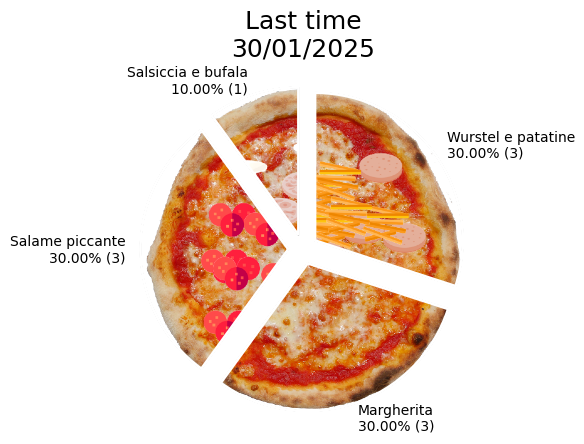 Last time
30/01/2025
Salsiccia e bufala
10.00% (1)
Wurstel e patatine
30.00% (3)
Salame piccante
30.00% (3)
Margherita
30.00% (3)